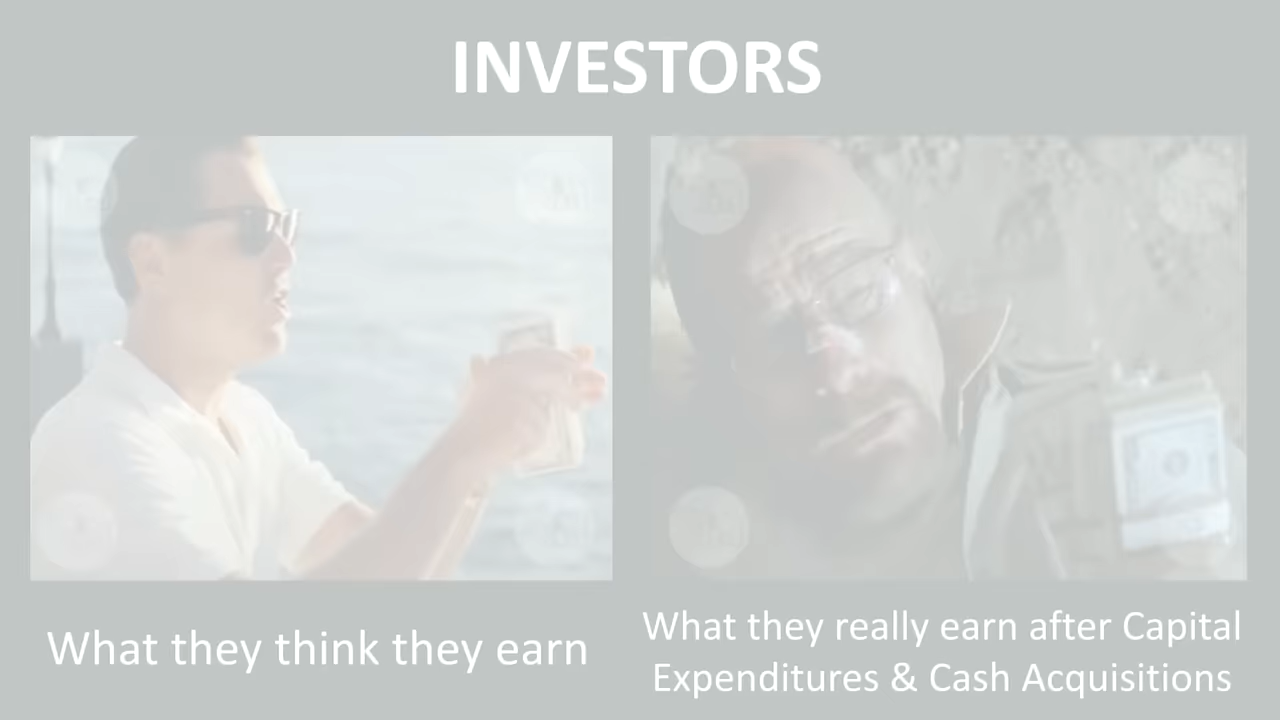 INVESTORS
What they think they earn
What they really earn after Capital
Expenditures & Cash Acquisitions